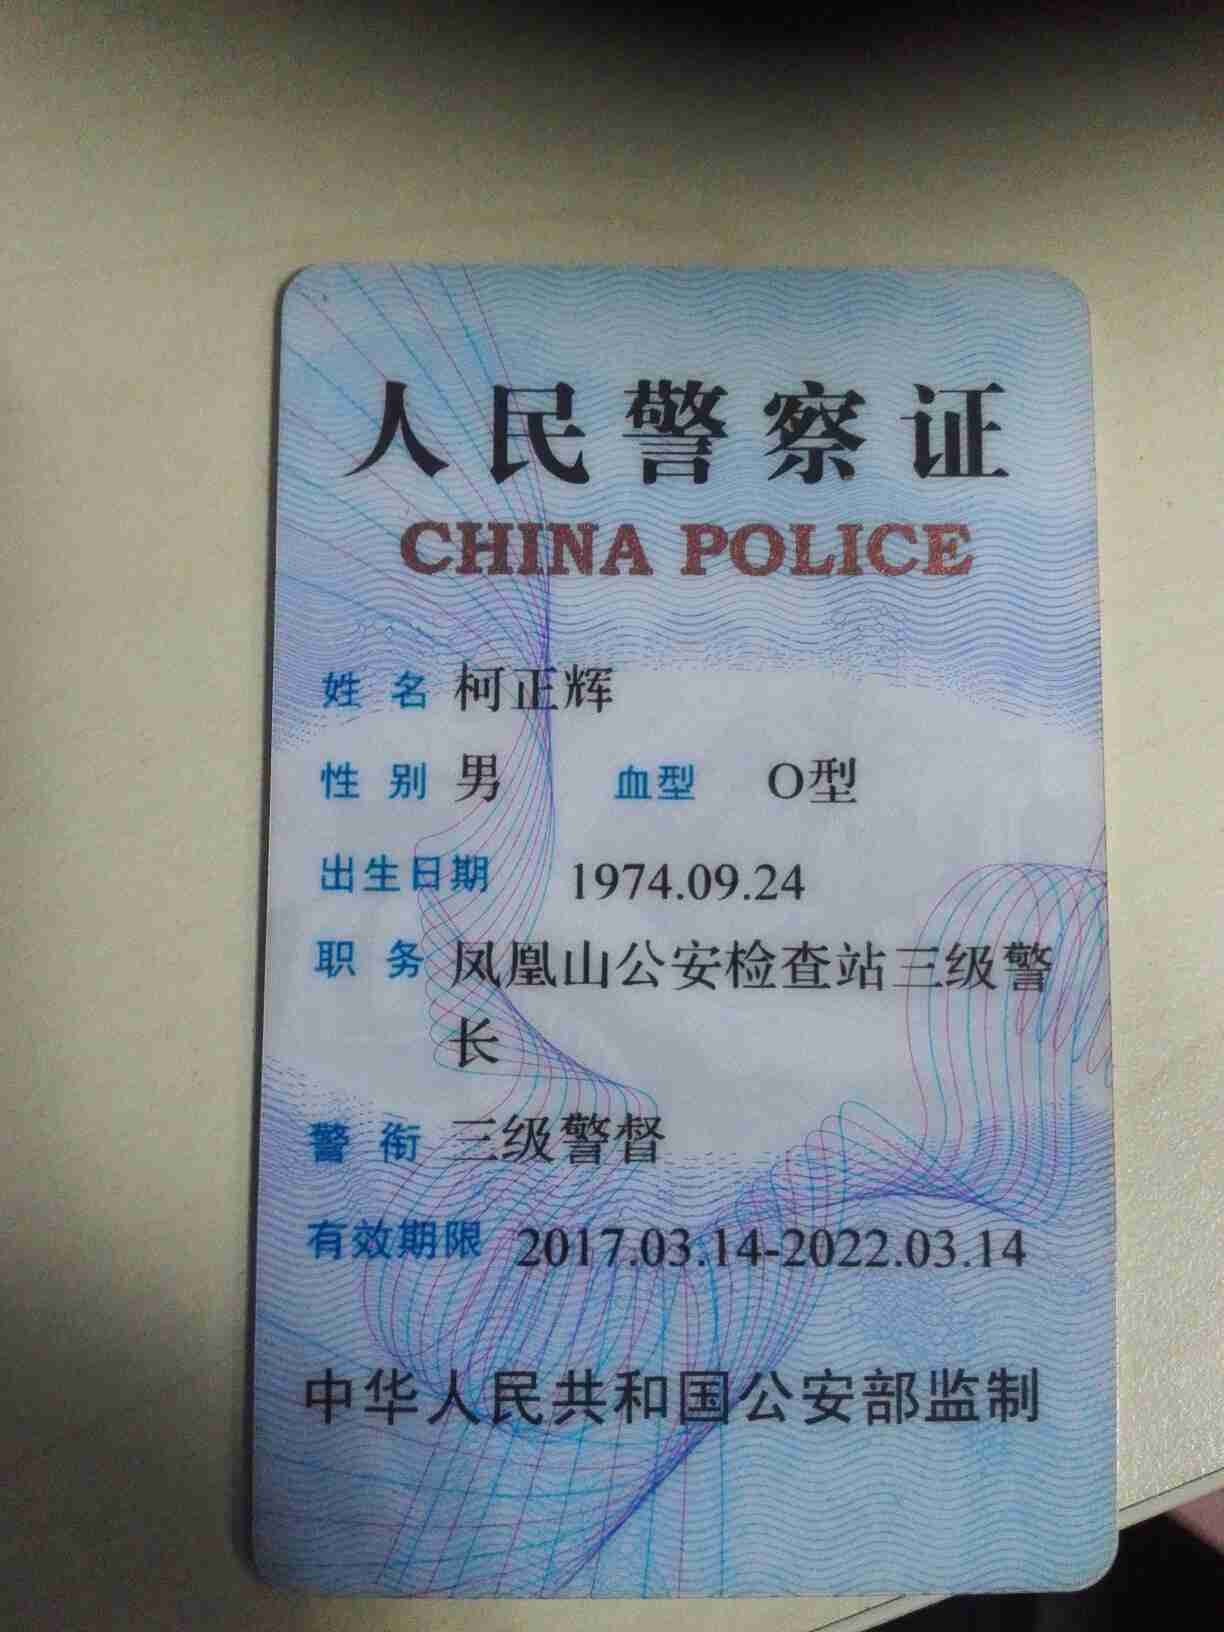 人民警察证
CHINA POLICE
姓 名 柯正辉
性 别 男 血型 O型
出生日期 1974.09.24
职 务 凤凰山公安检查站三级警
长
警 衔 三级警督
有效期限 2017.03.14-2022.03.14
中华人民共和国公安部监制